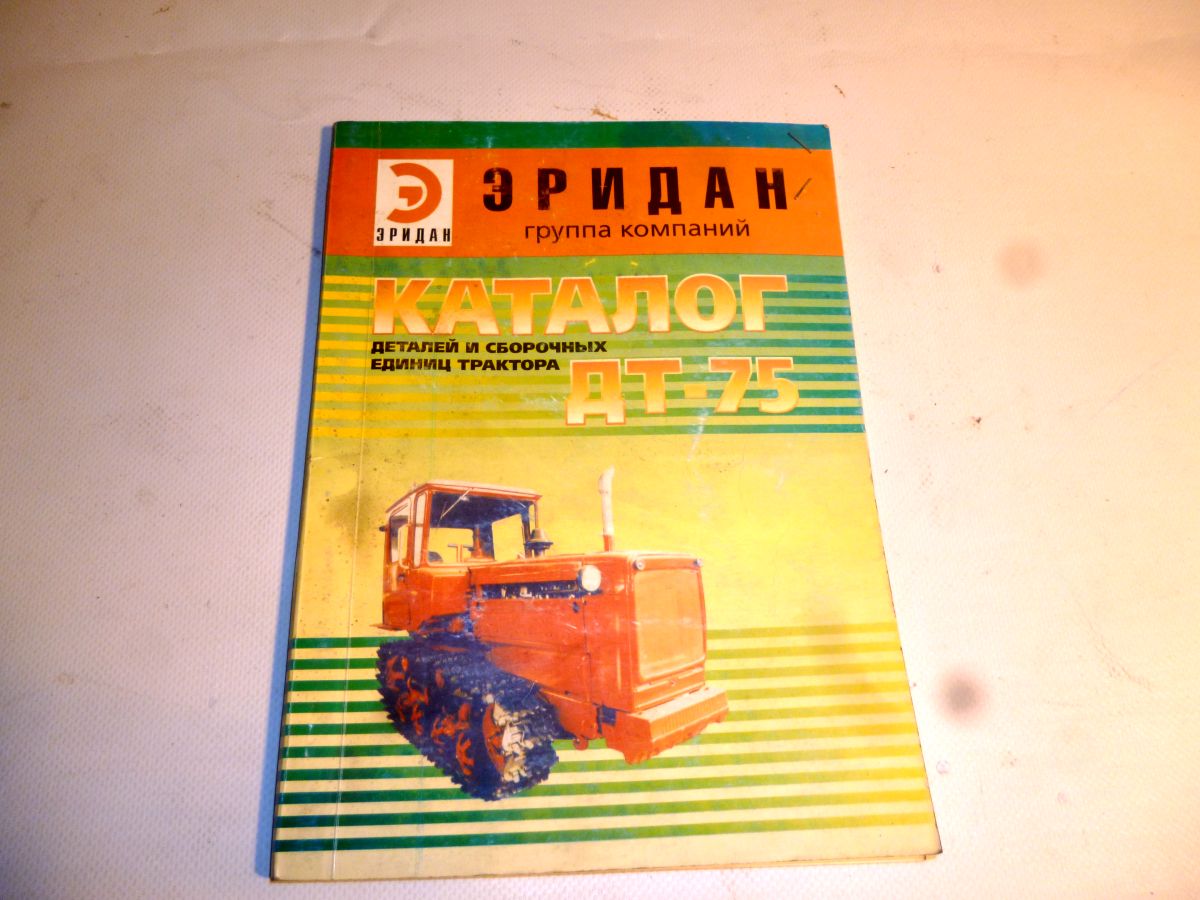 ЭРИДАН
ЭРИДАН
группа компаний
КАТАЛОГ
ДЕТАЛЕЙ И СБОРОЧНЫХ
ЕДИНИЦ ТРАКТОРА
ДТ-75